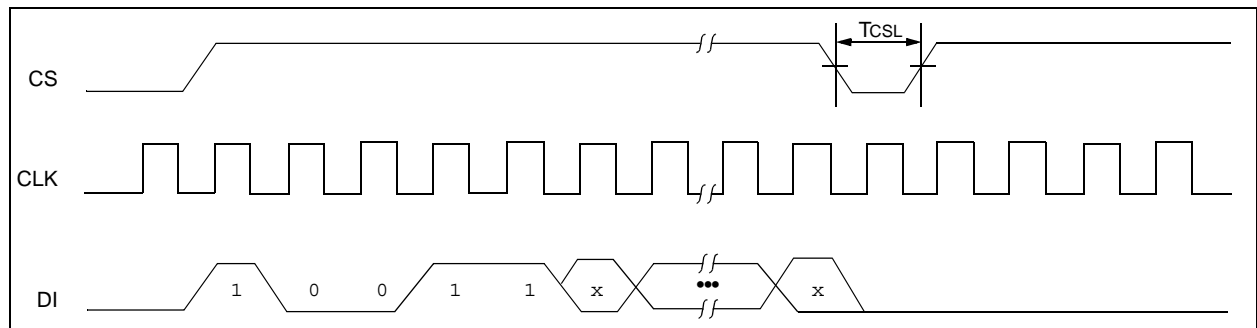 TCSL
CS
CLK
DI
1 0 0 1 1 x ••• x